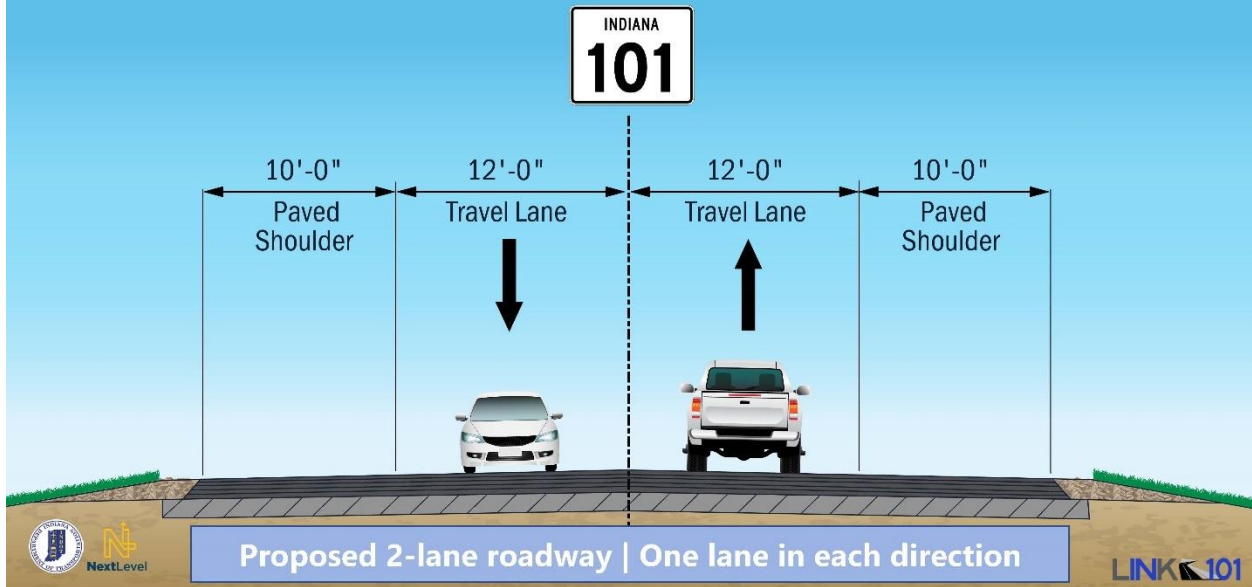 INDIANA
101
10'-0"
12'-0"
12'-0"
10'-0"
Paved
Shoulder
Travel Lane
Travel Lane
Paved
Shoulder
Proposed 2-lane roadway | One lane in each direction
NextLevel
LINK 101